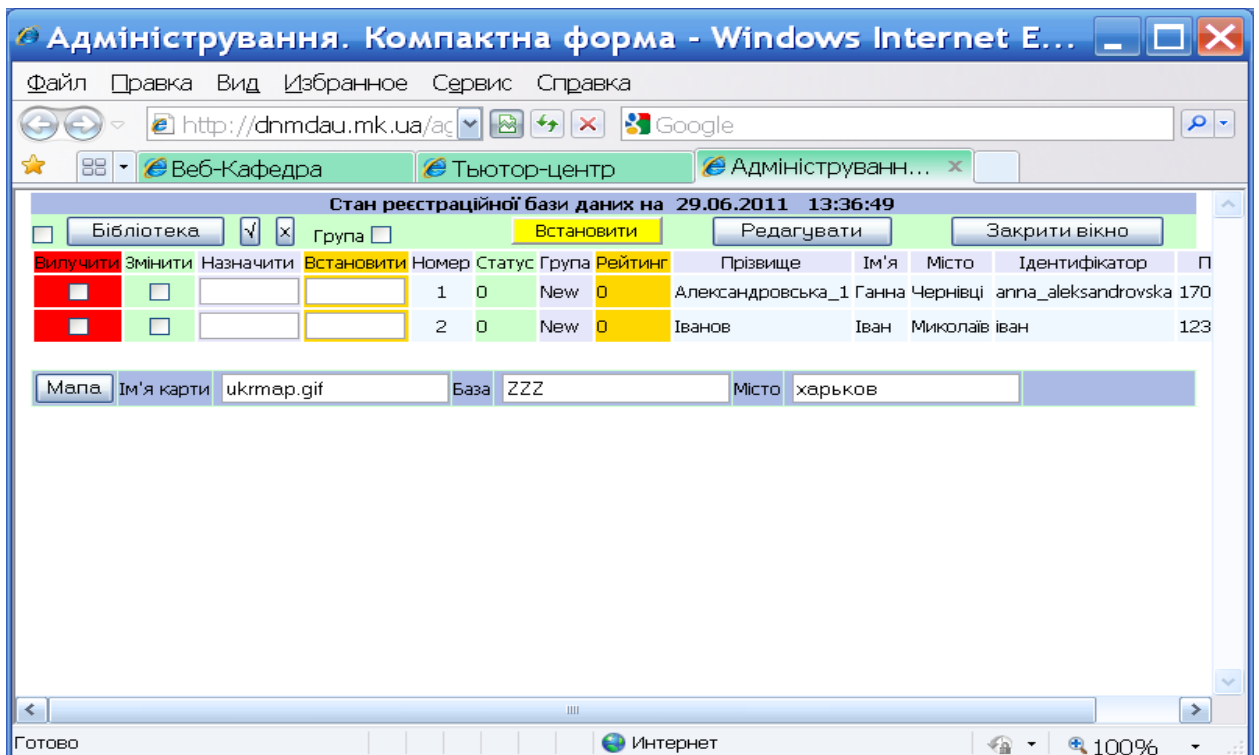 Адміністрування. Компактна форма - Windows Internet E...
Файл Правка Вид Избранное Сервис Справка
http://dnmdau.mk.ua/ac Google
Веб-Кафедра Тьютор-центр Адмініструванн... x
Стан реєстраційної бази даних на 29.06.2011 13:36:49
Бібліотека √ × Група Встановити Редагувати Закрити вікно
Вилучити Змінити Назначити Встановити Номер Статус Група Рейтинг Прізвище Ім'я Місто Ідентифікатор П
1 0 New 0 Александровська_1 Ганна Чернівці anna_aleksandrovska 170
2 0 New 0 Іванов Іван Миколаїв іван 123
Мапа Ім'я карти ukrmap.gif База ZZZ Місто харьков
Готово Интернет 100%